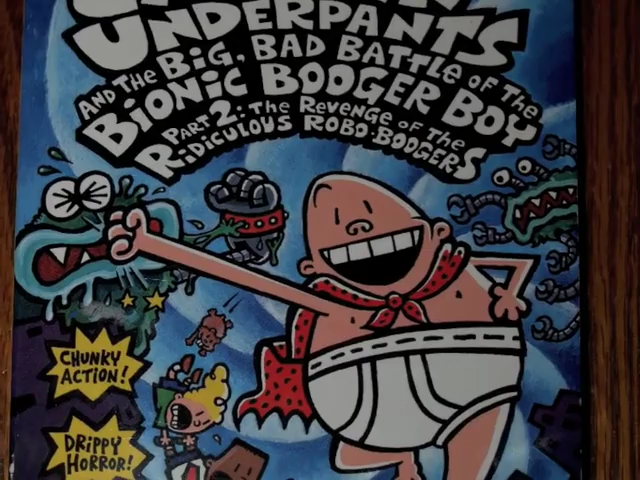 UNDERPANTS
AND THE BIG, BAD BATTLE OF THE
BIONIC BOOGER BOY
PART 2: THE REVENGE OF THE
RIDICULOUS ROBO-BOOGERS
CHUNKY
ACTION!
DRIPPY
HORROR!